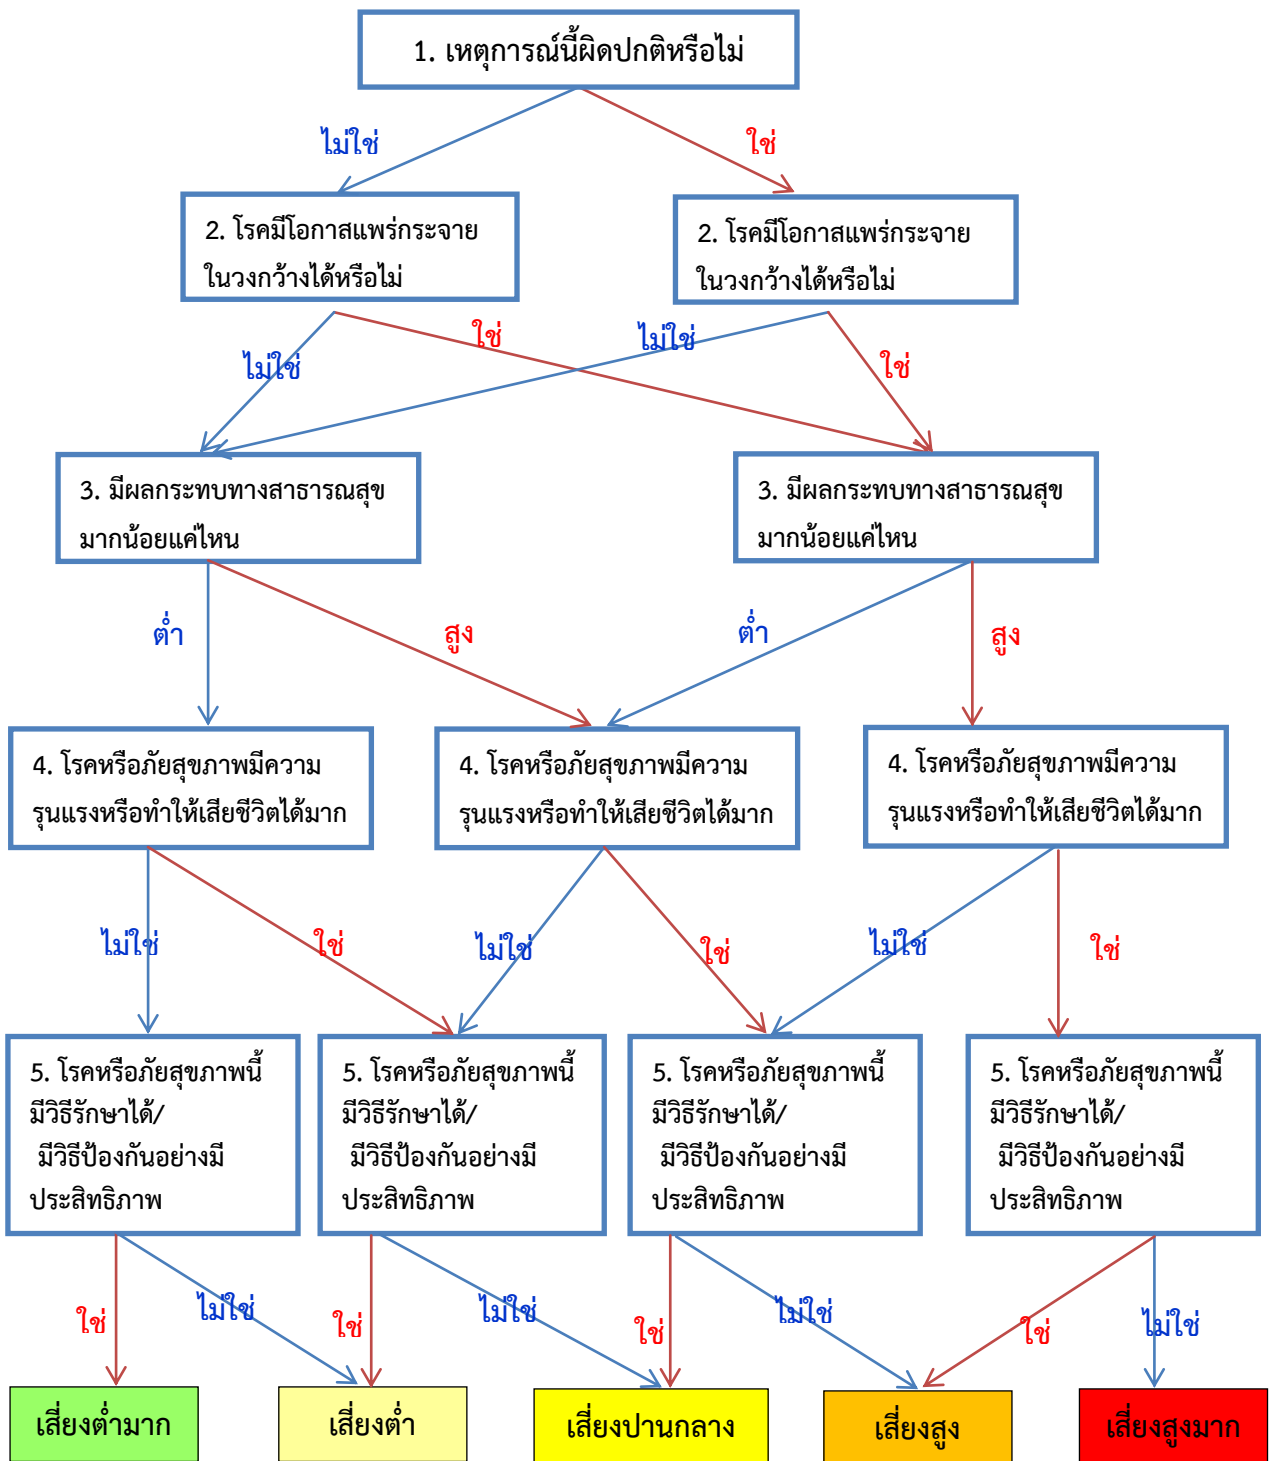 1. เหตุการณ์นี้ผิดปกติหรือไม่
ไม่ใช่
ใช่
2. โรคมีโอกาสแพร่กระจาย
ในวงกว้างได้หรือไม่
2. โรคมีโอกาสแพร่กระจาย
ในวงกว้างได้หรือไม่
ไม่ใช่
ใช่
ไม่ใช่
ใช่
3. มีผลกระทบทางสาธารณสุข
มากน้อยแค่ไหน
3. มีผลกระทบทางสาธารณสุข
มากน้อยแค่ไหน
ต่ำ
สูง
ต่ำ
สูง
4. โรคหรือภัยสุขภาพมีความ
รุนแรงหรือทำให้เสียชีวิตได้มาก
4. โรคหรือภัยสุขภาพมีความ
รุนแรงหรือทำให้เสียชีวิตได้มาก
4. โรคหรือภัยสุขภาพมีความ
รุนแรงหรือทำให้เสียชีวิตได้มาก
ไม่ใช่
ใช่
ไม่ใช่
ใช่
ไม่ใช่
ใช่
5. โรคหรือภัยสุขภาพนี้
มีวิธีรักษาได้/
มีวิธีป้องกันอย่างมี
ประสิทธิภาพ
5. โรคหรือภัยสุขภาพนี้
มีวิธีรักษาได้/
มีวิธีป้องกันอย่างมี
ประสิทธิภาพ
5. โรคหรือภัยสุขภาพนี้
มีวิธีรักษาได้/
มีวิธีป้องกันอย่างมี
ประสิทธิภาพ
5. โรคหรือภัยสุขภาพนี้
มีวิธีรักษาได้/
มีวิธีป้องกันอย่างมี
ประสิทธิภาพ
ใช่
ไม่ใช่
ใช่
ไม่ใช่
ใช่
ไม่ใช่
ใช่
ไม่ใช่
เสี่ยงต่ำมาก
เสี่ยงต่ำ
เสี่ยงปานกลาง
เสี่ยงสูง
เสี่ยงสูงมาก